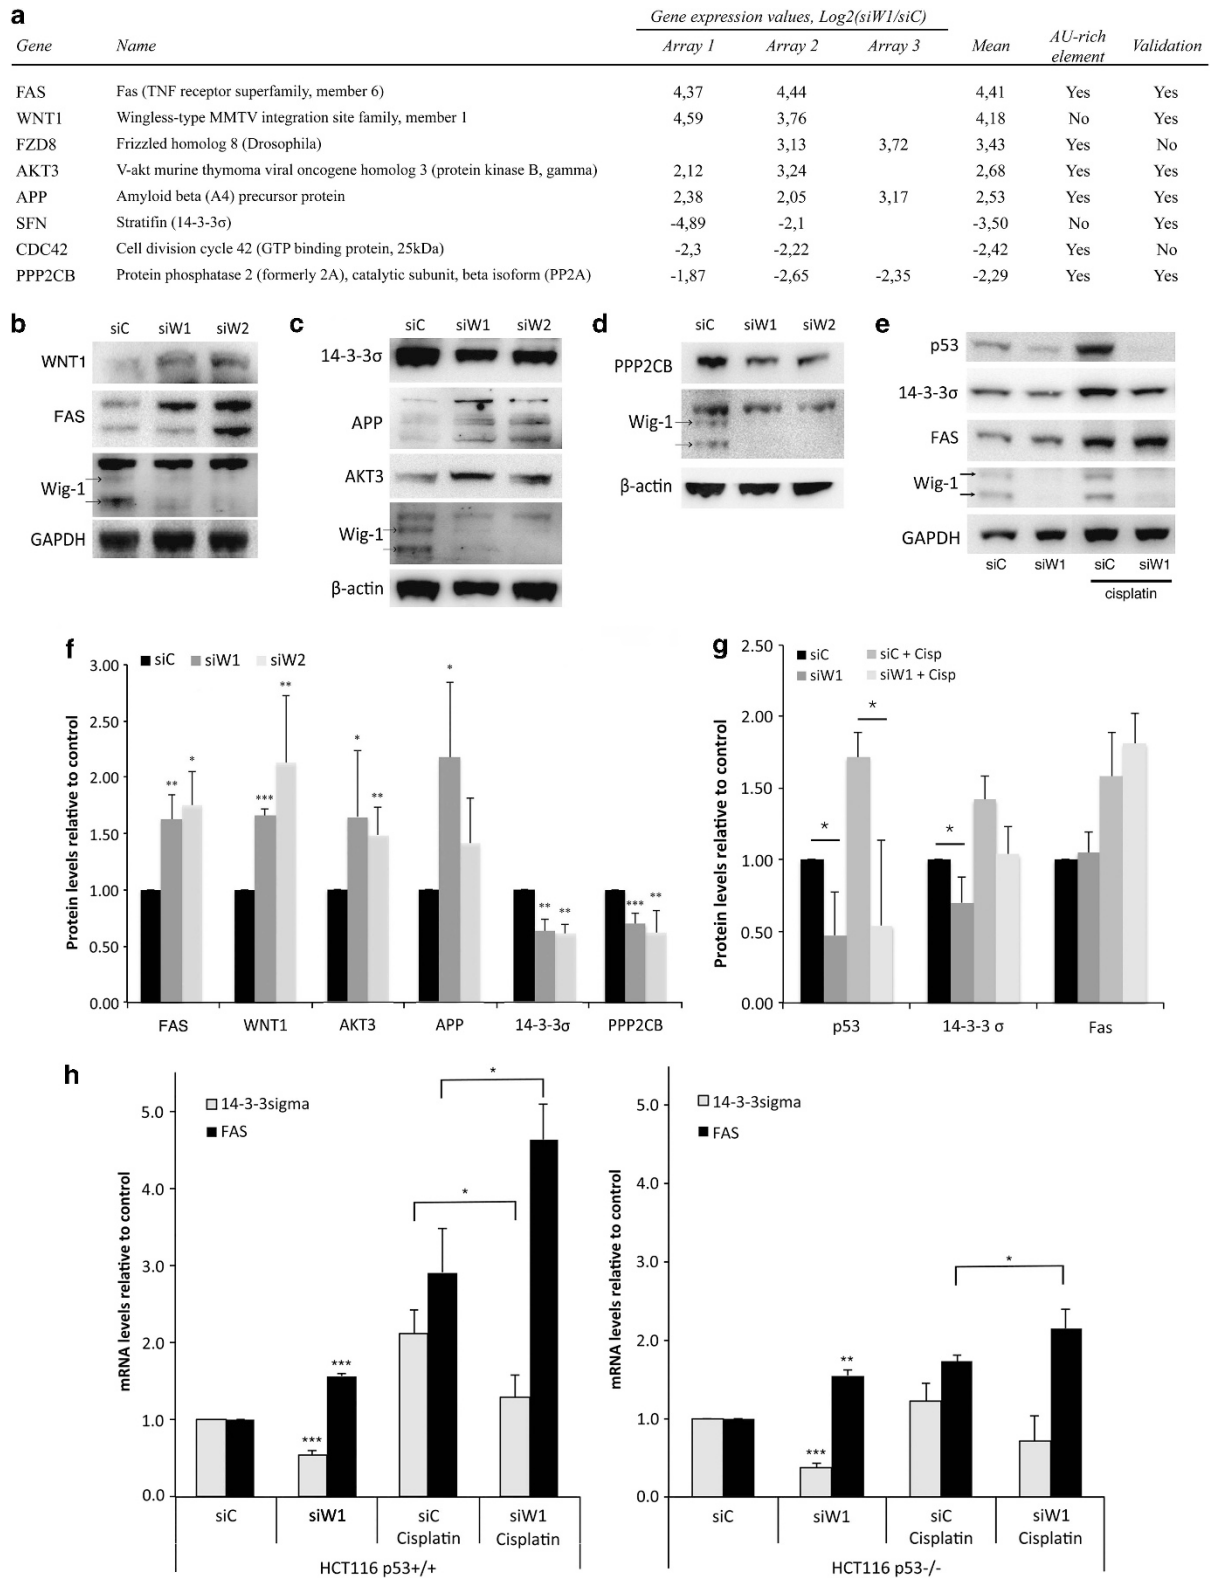 a
Gene expression values, Log2(siW1/siC)
Gene Name Array 1 Array 2 Array 3 Mean AU-rich element Validation
FAS Fas (TNF receptor superfamily, member 6) 4,37 4,44 4,41 Yes Yes
WNT1 Wingless-type MMTV integration site family, member 1 4,59 3,76 4,18 No Yes
FZD8 Frizzled homolog 8 (Drosophila) 3,13 3,72 3,43 Yes No
AKT3 V-akt murine thymoma viral oncogene homolog 3 (protein kinase B, gamma) 2,12 3,24 2,68 Yes Yes
APP Amyloid beta (A4) precursor protein 2,38 2,05 3,17 2,53 Yes Yes
SFN Stratifin (14-3-3σ) -4,89 -2,1 -3,50 No Yes
CDC42 Cell division cycle 42 (GTP binding protein, 25kDa) -2,3 -2,22 -2,42 Yes No
PPP2CB Protein phosphatase 2 (formerly 2A), catalytic subunit, beta isoform (PP2A) -1,87 -2,65 -2,35 -2,29 Yes Yes
b
siC siW1 siW2
WNT1
FAS
Wig-1
GAPDH
c
siC siW1 siW2
14-3-3σ
APP
AKT3
Wig-1
β-actin
d
siC siW1 siW2
PPP2CB
Wig-1
β-actin
e
p53
14-3-3σ
FAS
Wig-1
GAPDH
siC siW1 siC siW1
cisplatin
f
siC siW1 siW2
Protein levels relative to control
3.00
2.50
2.00
1.50
1.00
0.50
0.00
** * *** ** * ** * ** ** *** **
FAS WNT1 AKT3 APP 14-3-3σ PPP2CB
g
siC siC + Cisp
siW1 siW1 + Cisp
Protein levels relative to control
2.50
2.00
1.50
1.00
0.50
0.00
* * *
p53 14-3-3 σ Fas
h
14-3-3sigma
FAS
mRNA levels relative to control
5.0
4.0
3.0
2.0
1.0
0.0
*** *** * *
siC siW1 siC siW1
Cisplatin Cisplatin
HCT116 p53+/+
14-3-3sigma
FAS
mRNA levels relative to control
5.0
4.0
3.0
2.0
1.0
0.0
*** ** *
siC siW1 siC siW1
Cisplatin Cisplatin
HCT116 p53-/-